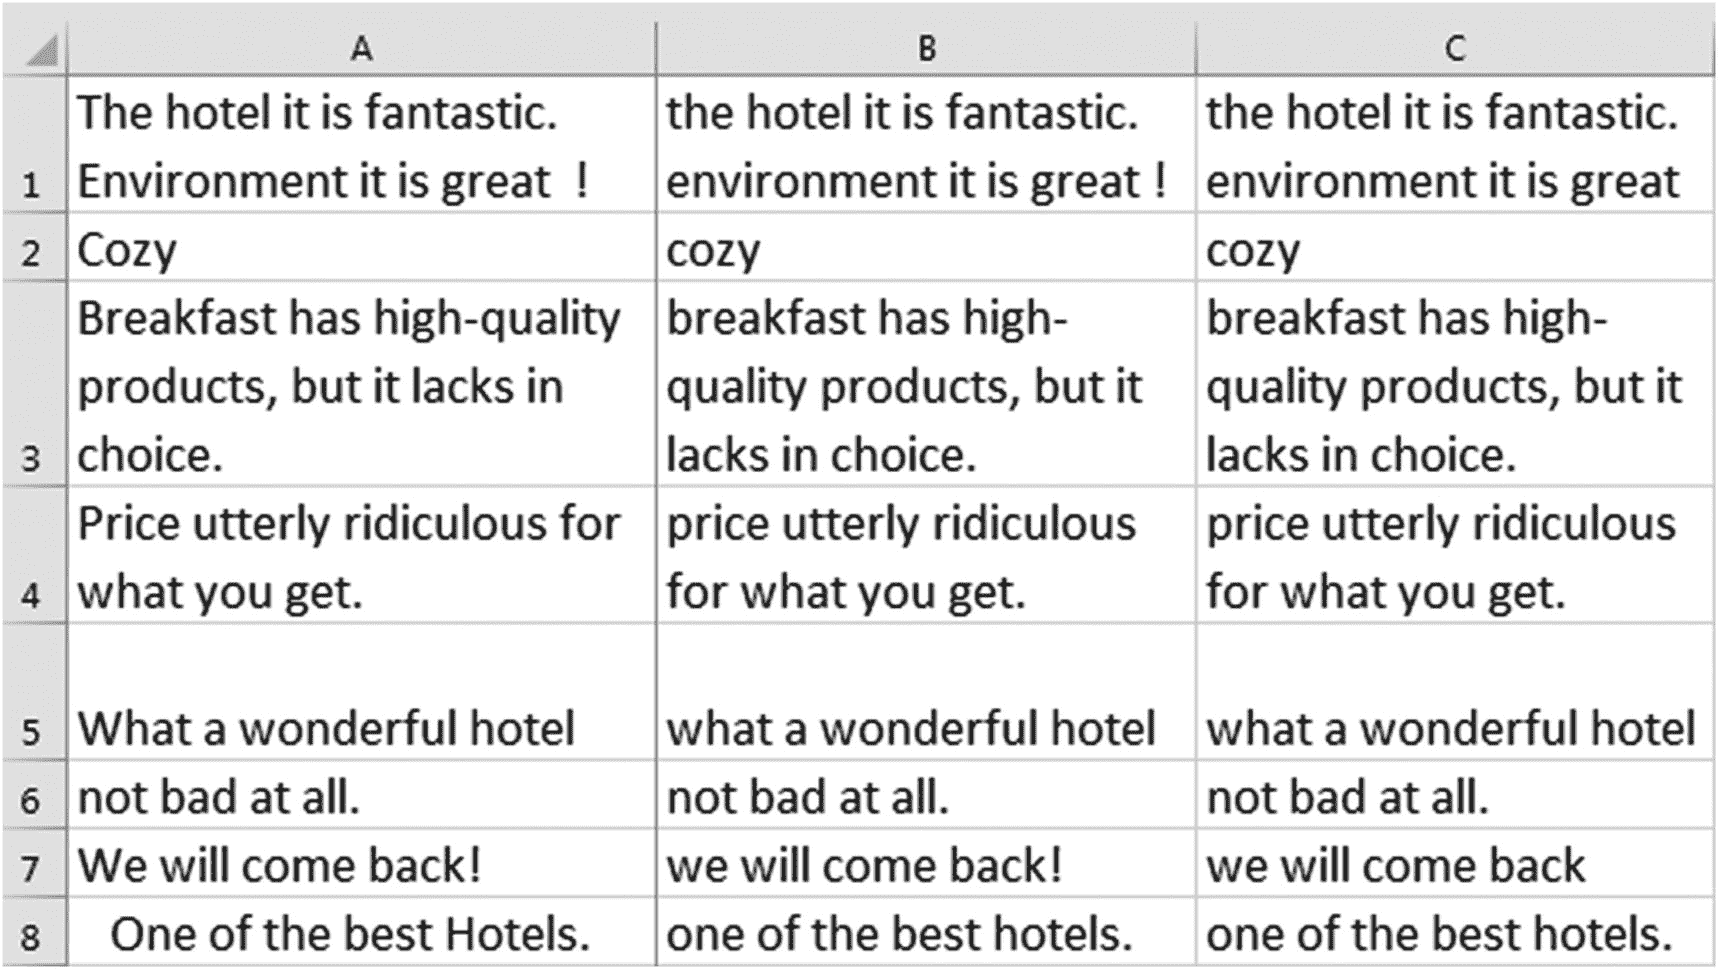 A B C
The hotel it is fantastic. the hotel it is fantastic. the hotel it is fantastic.
1 Environment it is great  ! environment it is great ! environment it is great
2 Cozy cozy cozy
Breakfast has high-quality breakfast has high- breakfast has high-
products, but it lacks in quality products, but it quality products, but it
3 choice. lacks in choice. lacks in choice.
Price utterly ridiculous for price utterly ridiculous price utterly ridiculous
4 what you get. for what you get. for what you get.
5 What a wonderful hotel what a wonderful hotel what a wonderful hotel
6 not bad at all. not bad at all. not bad at all.
7 We will come back! we will come back! we will come back
8 One of the best Hotels. one of the best hotels. one of the best hotels.